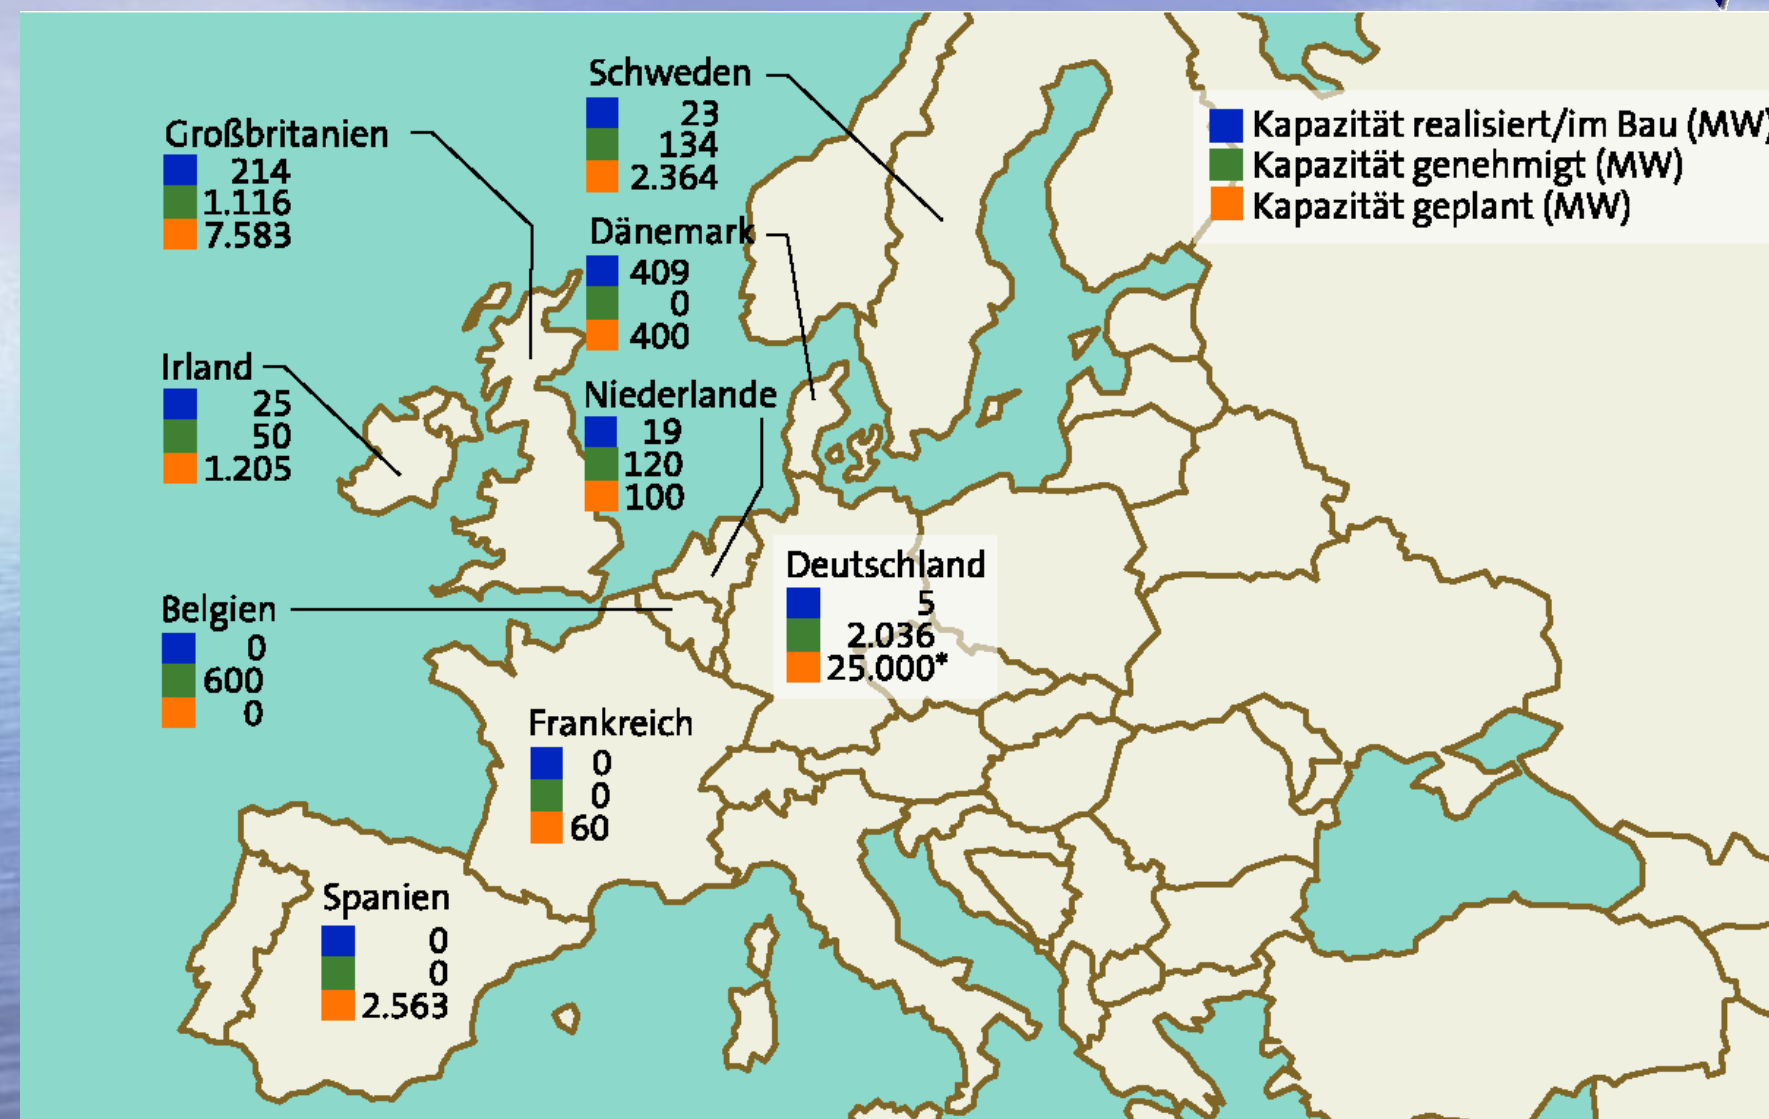 Schweden
23
134
2.364
Großbritanien
214
1.116
7.583
Kapazität realisiert/im Bau (MW)
Kapazität genehmigt (MW)
Kapazität geplant (MW)
Dänemark
409
0
400
Irland
25
50
1.205
Niederlande
19
120
100
Deutschland
5
2.036
25.000*
Belgien
0
600
0
Frankreich
0
0
60
Spanien
0
0
2.563